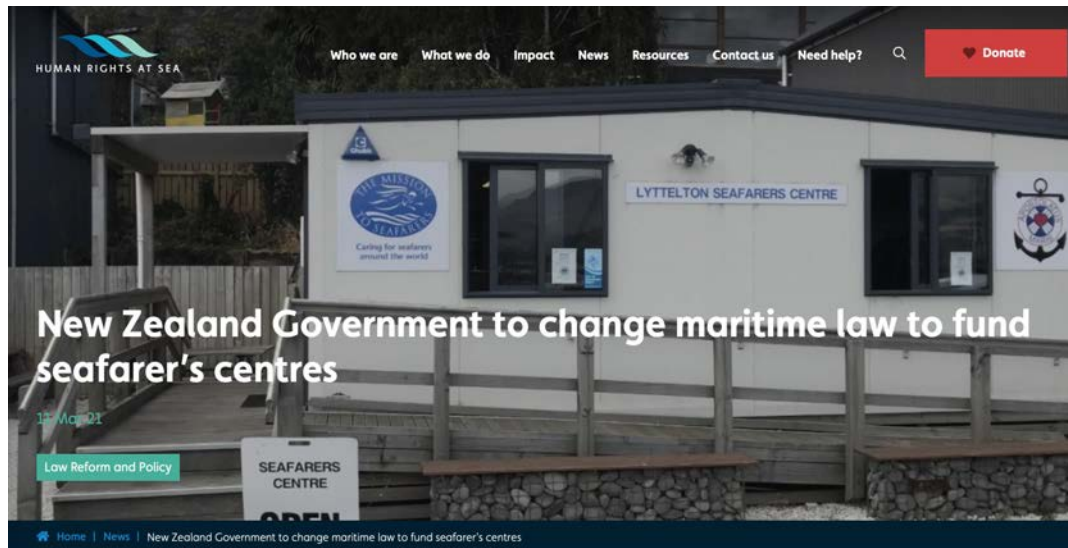 HUMAN RIGHTS AT SEA
Who we are What we do Impact News Resources Contact us Need help? Donate
THE MISSION TO SEAFARERS
Caring for seafarers
around the world
LYTTELTON SEAFARERS CENTRE
New Zealand Government to change maritime law to fund
seafarer's centres
Mar 21
Law Reform and Policy
SEAFARERS
CENTRE
OPEN
Home | News | New Zealand Government to change maritime law to fund seafarer's centres